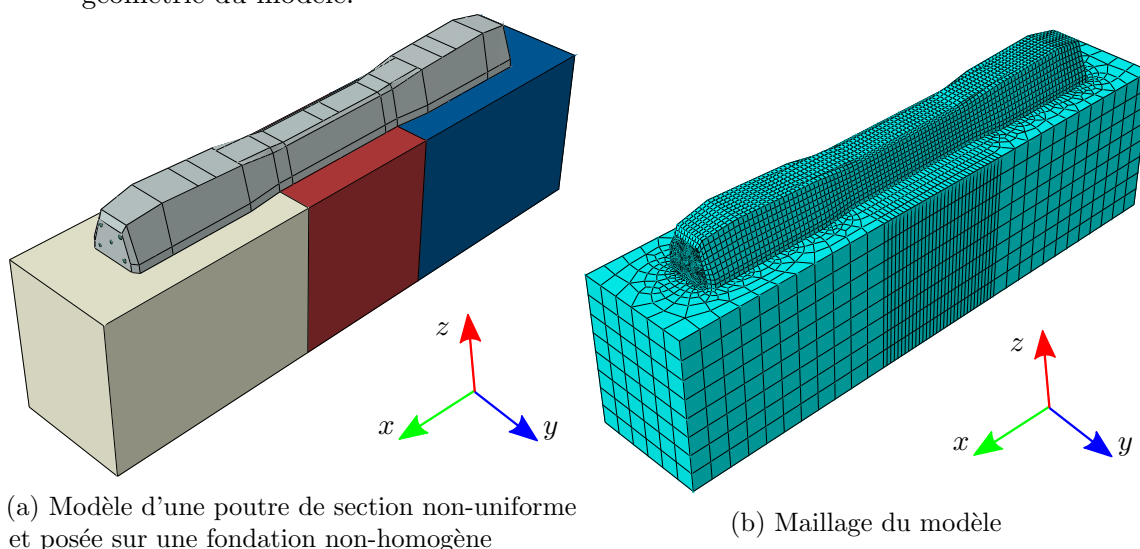 géométrie du modèle.
z
x
y
z
x
y
(a) Modèle d'une poutre de section non-uniforme
et posée sur une fondation non-homogène
(b) Maillage du modèle